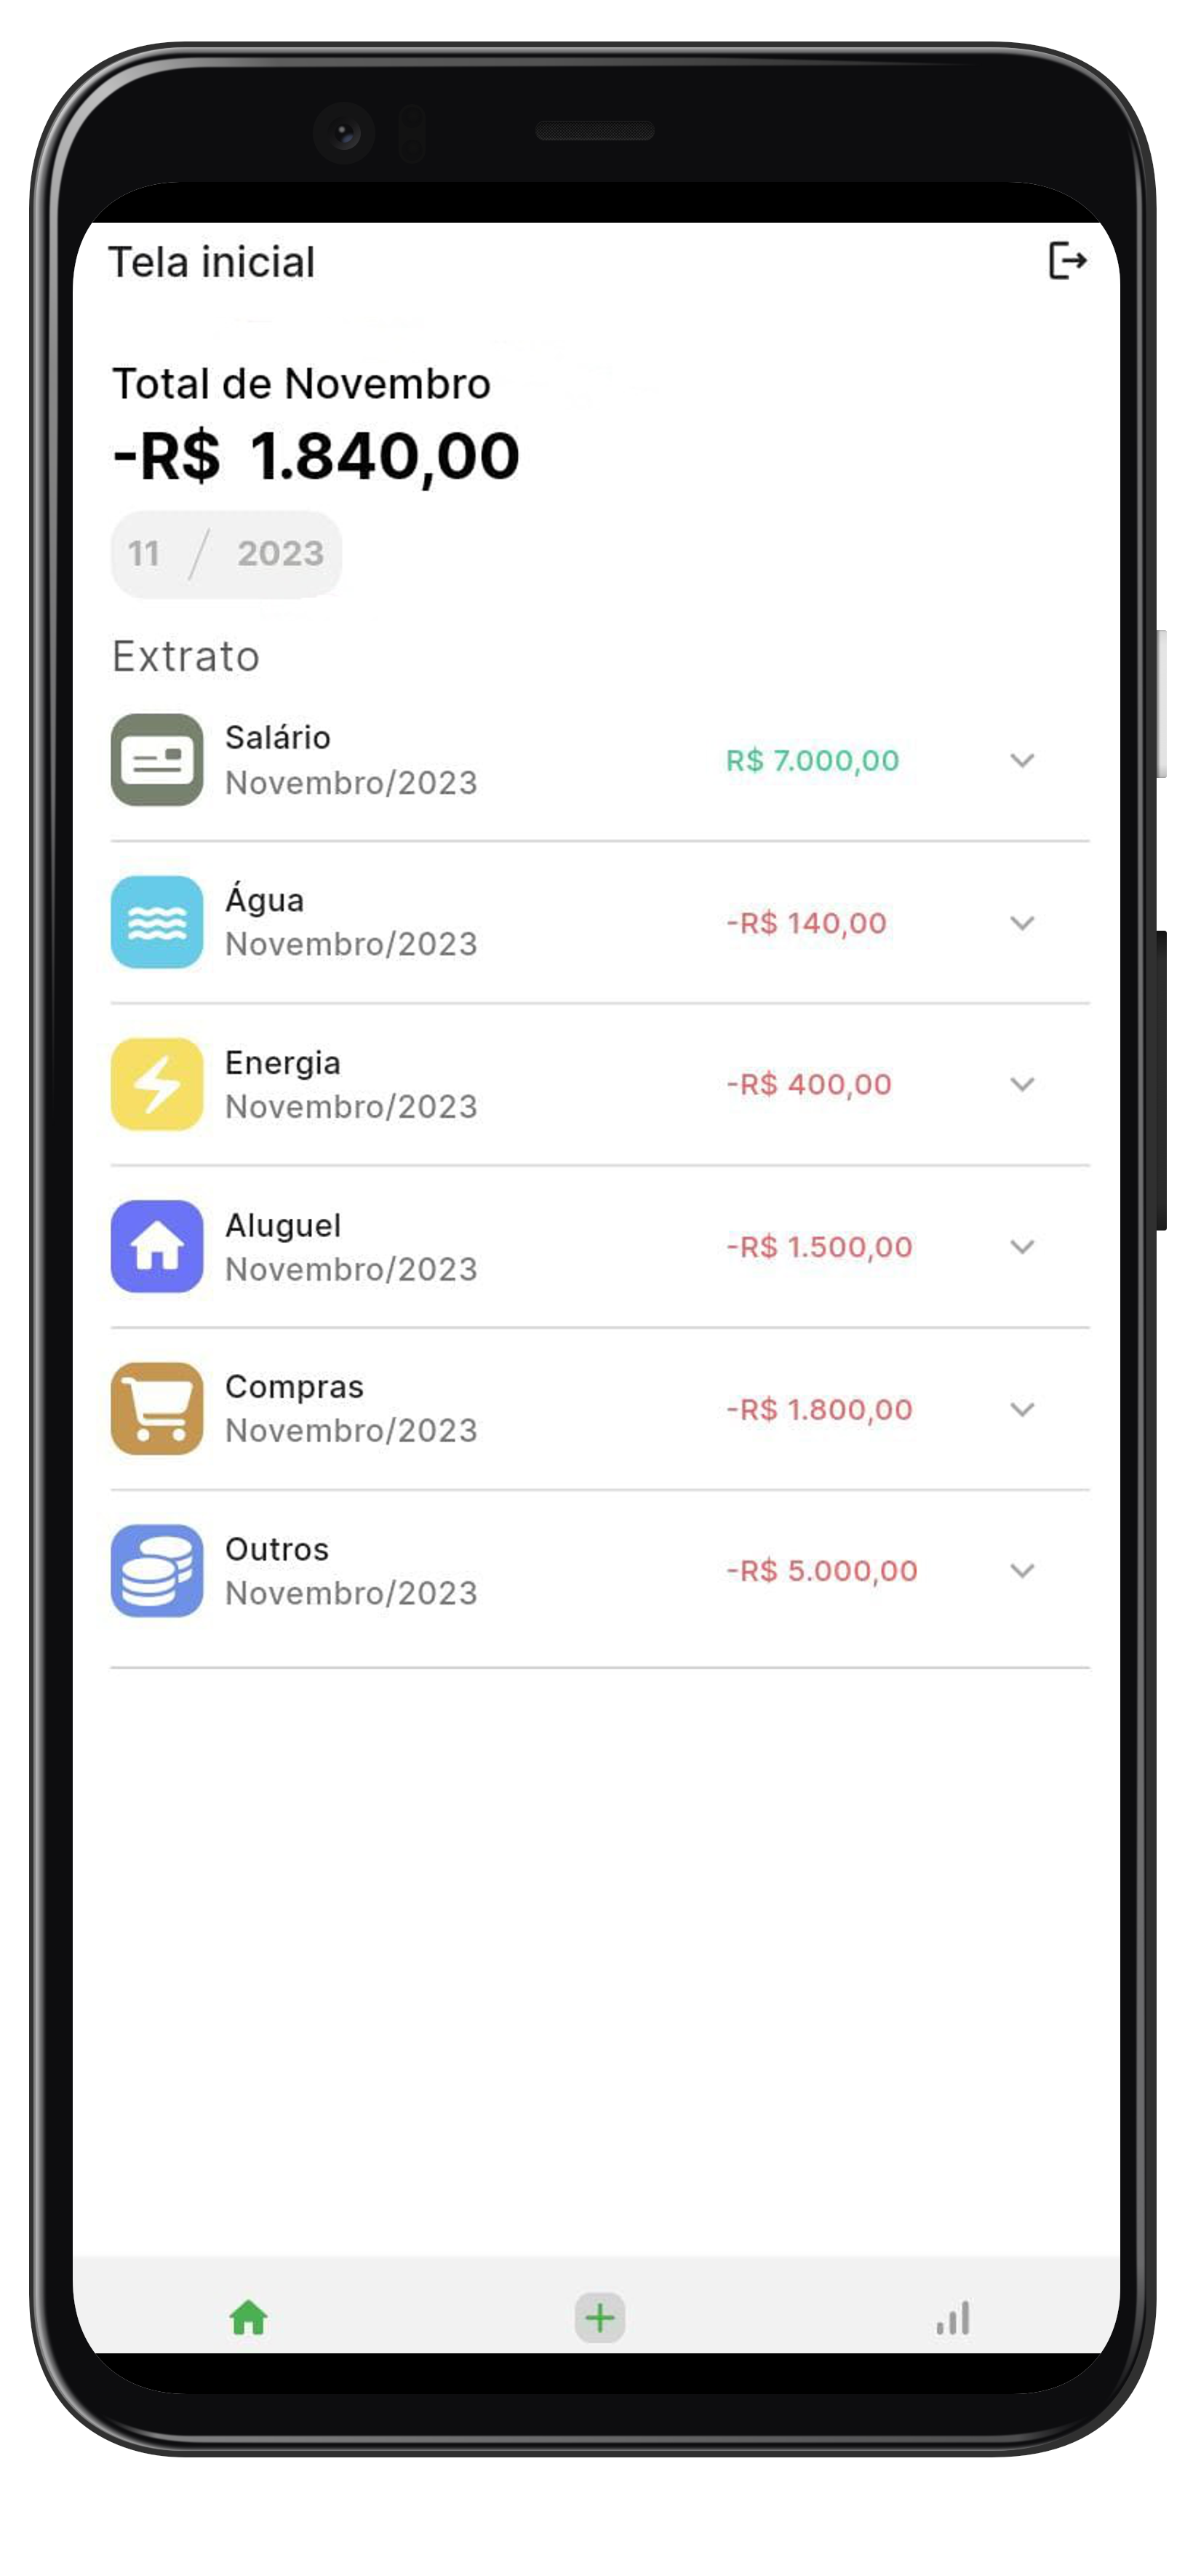 Tela inicial
Total de Novembro
-R$ 1.840,00
11 / 2023
Extrato
Salário
Novembro/2023
R$ 7.000,00
Água
Novembro/2023
-R$ 140,00
Energia
Novembro/2023
-R$ 400,00
Aluguel
Novembro/2023
-R$ 1.500,00
Compras
Novembro/2023
-R$ 1.800,00
Outros
Novembro/2023
-R$ 5.000,00